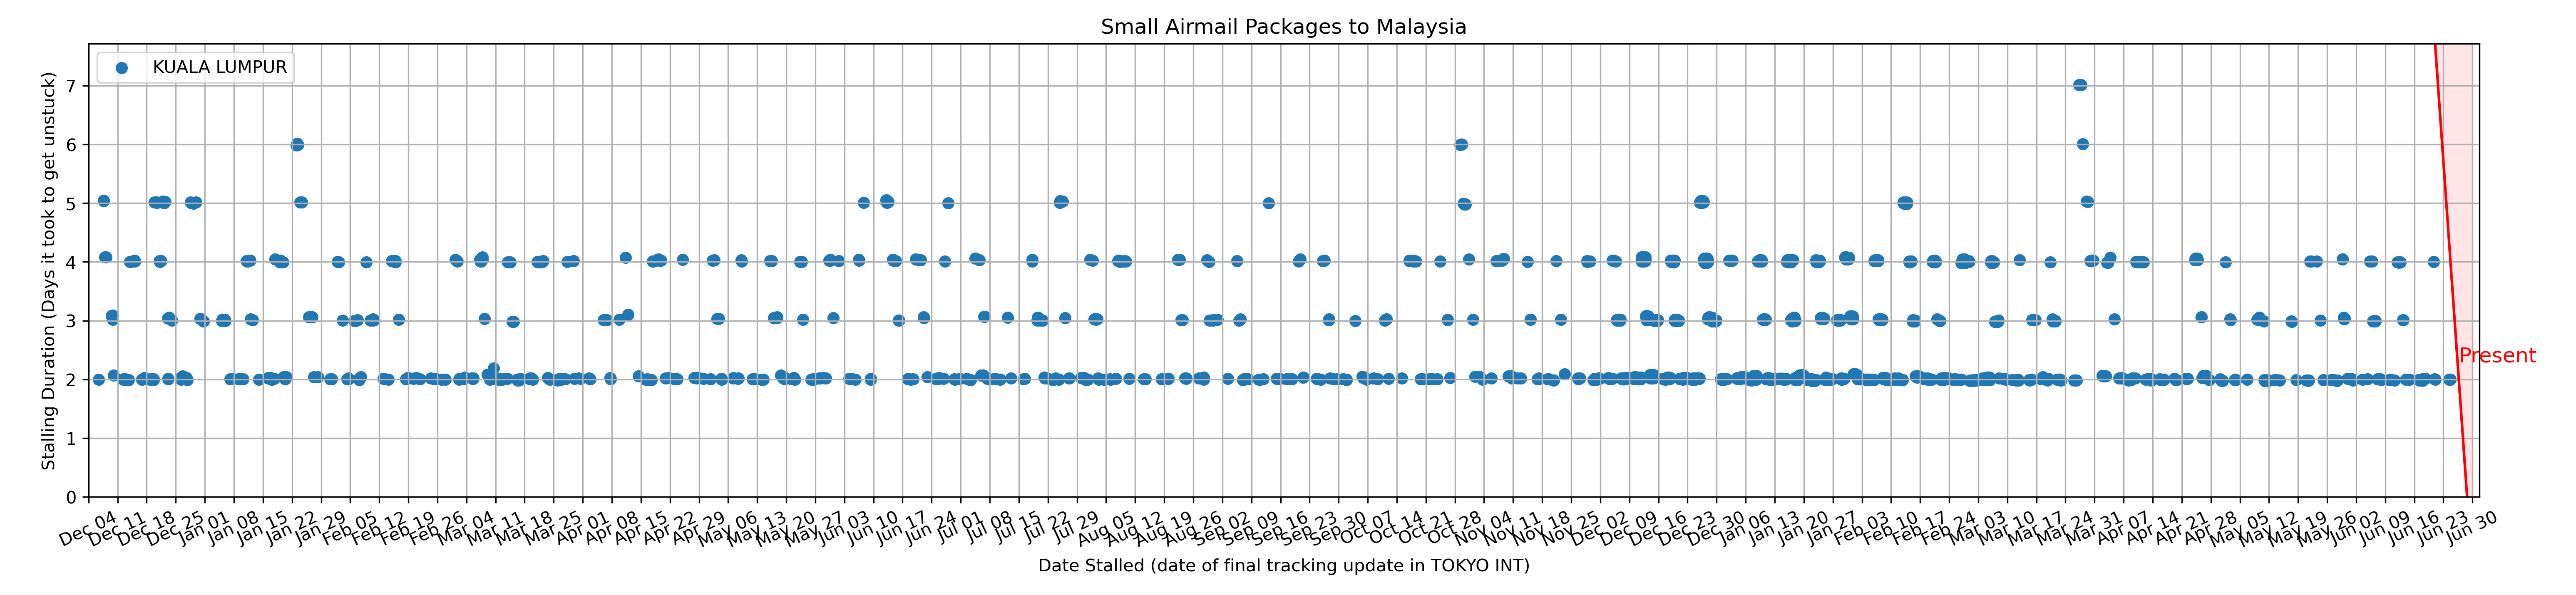 Small Airmail Packages to Malaysia
KUALA LUMPUR
Stalling Duration (Days it took to get unstuck)
7
6
5
4
3
2
1
0
Present
Dec 04
Dec 11
Dec 18
Dec 25
Jan 01
Jan 08
Jan 15
Jan 22
Jan 29
Feb 05
Feb 12
Feb 19
Feb 26
Mar 04
Mar 11
Mar 18
Mar 25
Apr 01
Apr 08
Apr 15
Apr 22
Apr 29
May 06
May 13
May 20
May 27
Jun 03
Jun 10
Jun 17
Jun 24
Jul 01
Jul 08
Jul 15
Jul 22
Jul 29
Aug 05
Aug 12
Aug 19
Aug 26
Sep 02
Sep 09
Sep 16
Sep 23
Sep 30
Oct 07
Oct 14
Oct 21
Oct 28
Nov 04
Nov 11
Nov 18
Nov 25
Dec 02
Dec 09
Dec 16
Dec 23
Dec 30
Jan 06
Jan 13
Jan 20
Jan 27
Feb 03
Feb 10
Feb 17
Feb 24
Mar 03
Mar 10
Mar 17
Mar 24
Mar 31
Apr 07
Apr 14
Apr 21
Apr 28
May 05
May 12
May 19
May 26
Jun 02
Jun 09
Jun 16
Jun 23
Jun 30
Date Stalled (date of final tracking update in TOKYO INT)